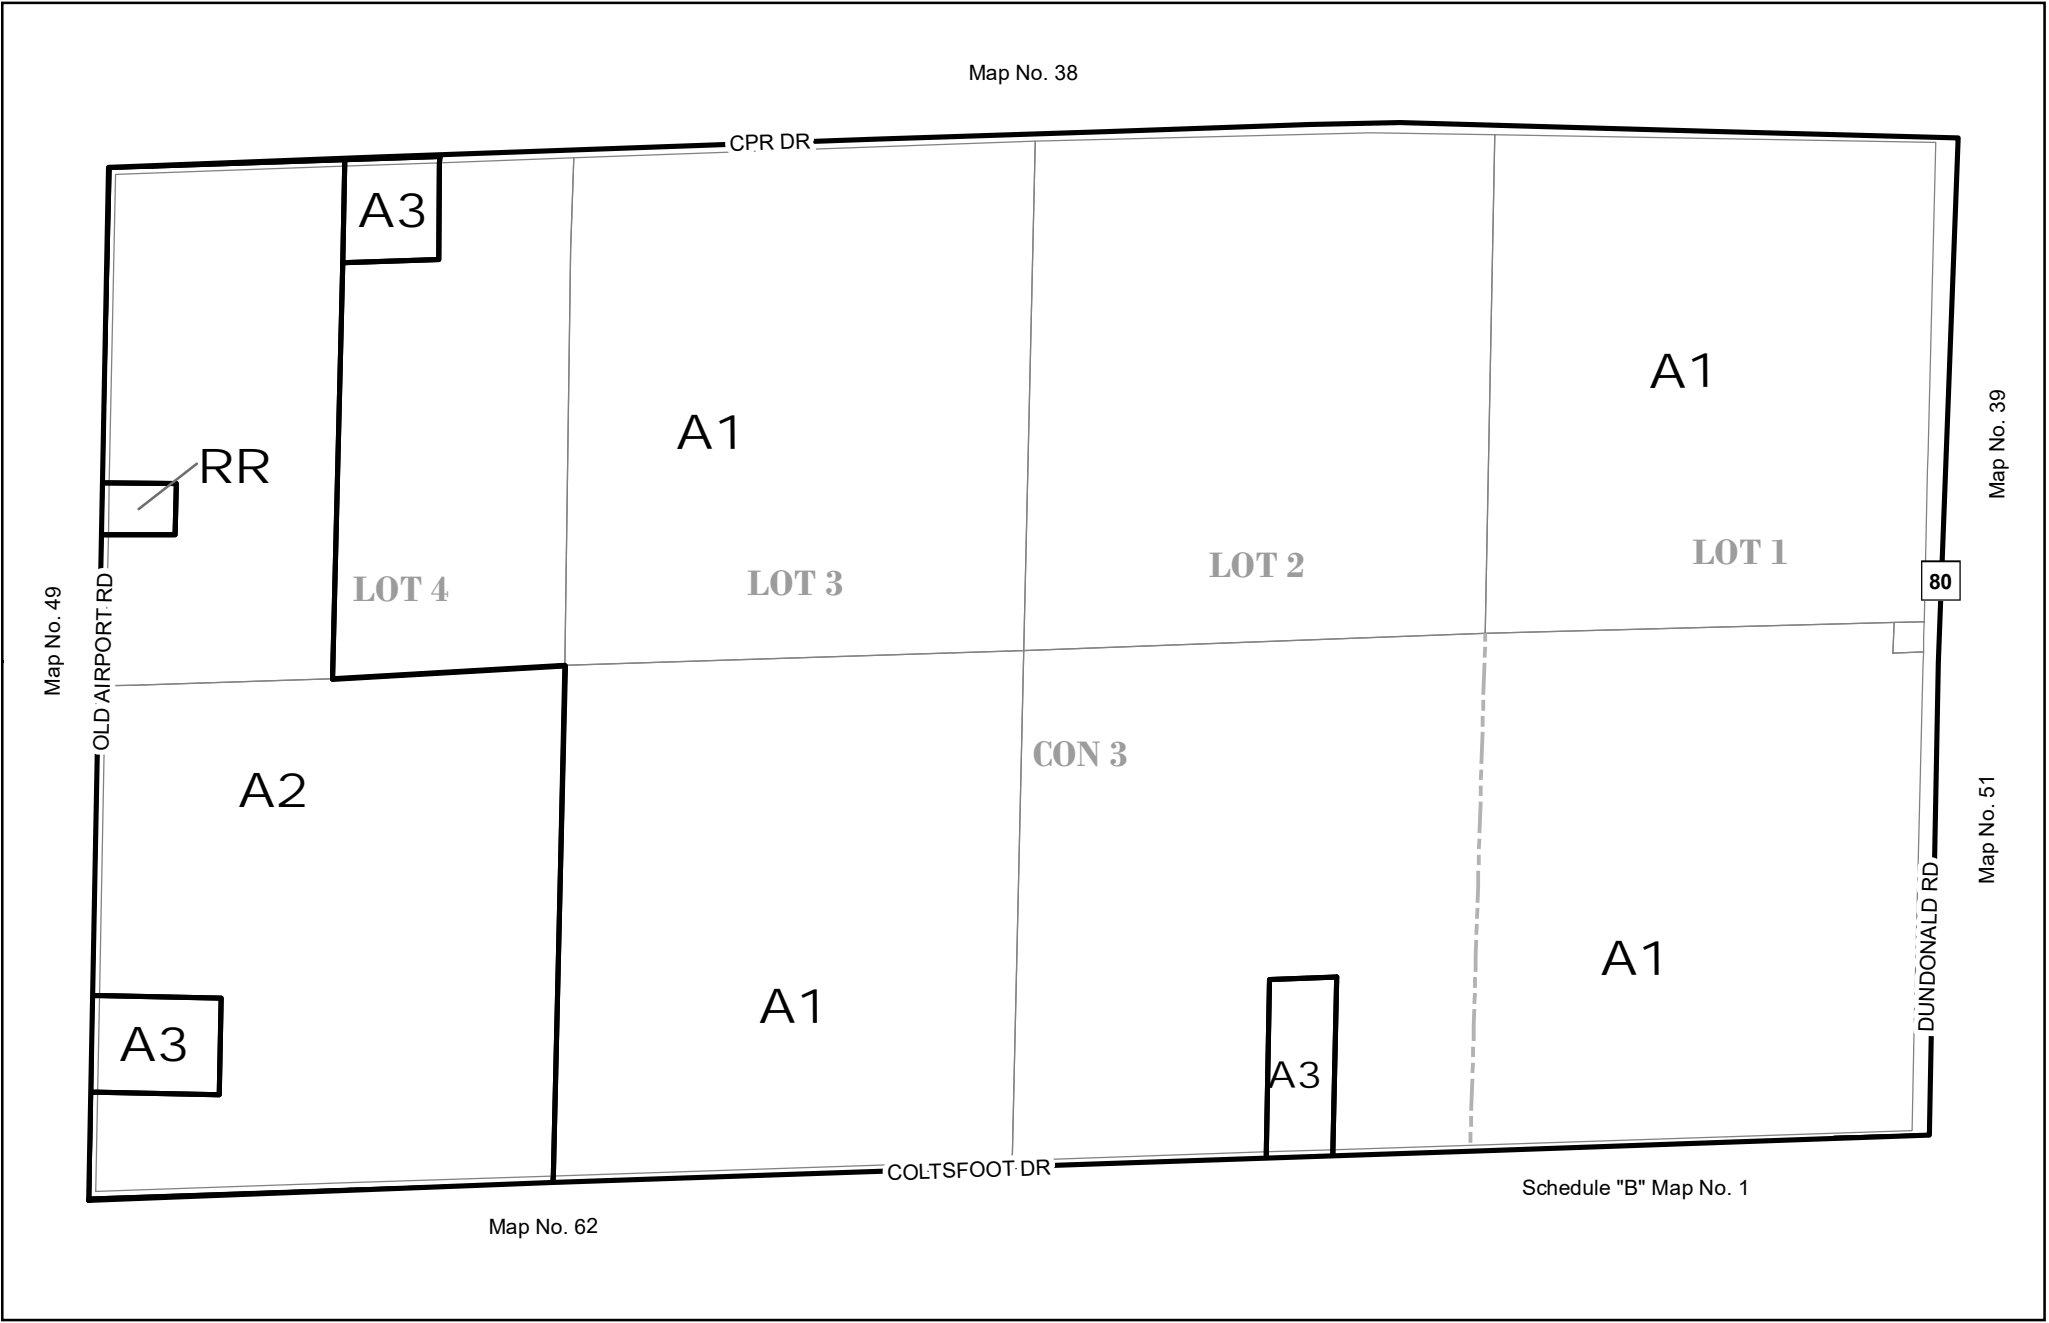 Map No. 38
CPR DR
A3
A1
A1
Map No. 39
RR
LOT 4
LOT 3
LOT 2
LOT 1
80
Map No. 49
OLD AIRPORT RD
CON 3
A2
Map No. 51
DUNDONALD RD
A1
A1
A3
A3
COLTSFOOT DR
Schedule "B" Map No. 1
Map No. 62